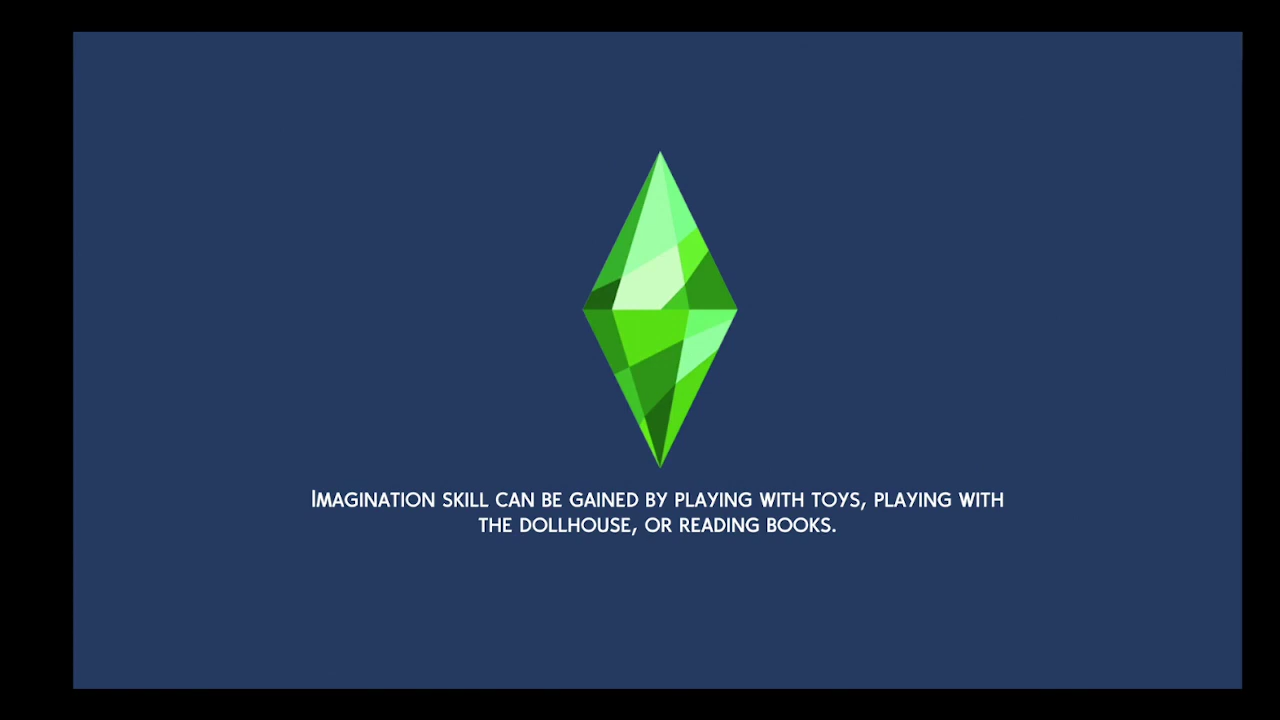 Imagination skill can be gained by playing with toys, playing with
the dollhouse, or reading books.